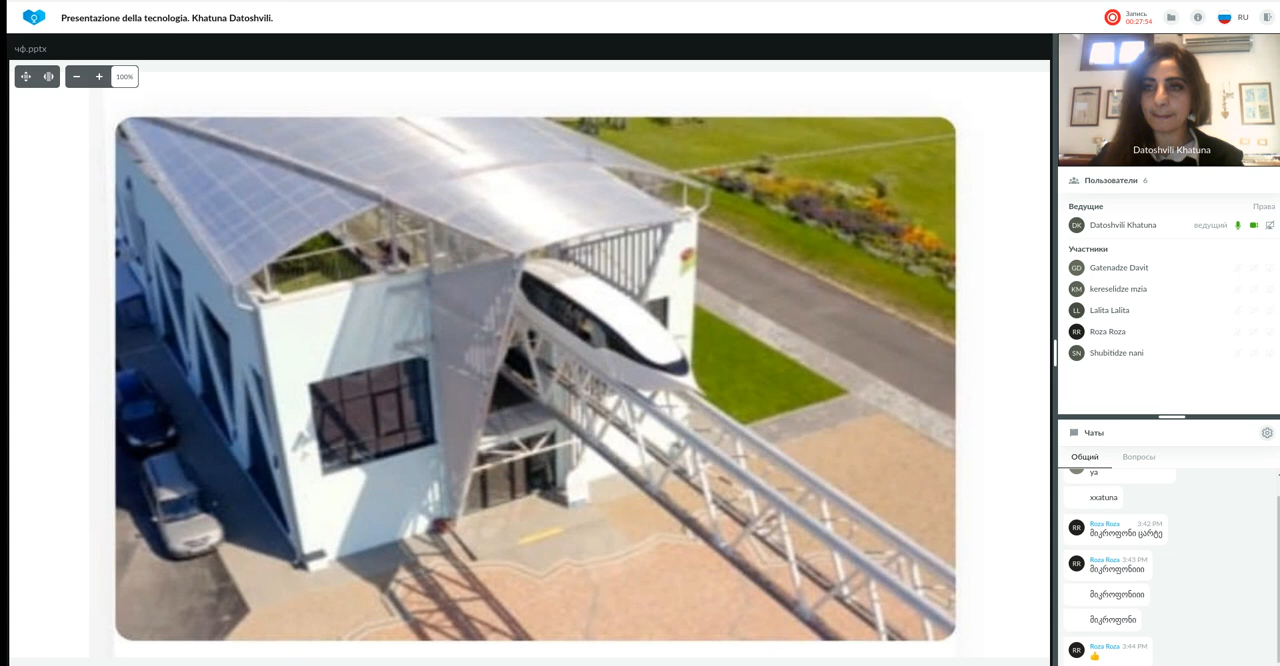 Presentazione della tecnologia. Khatuna Datoshvili.
Запись
00:27:54
RU
чф.pptx
100%
Datoshvili Khatuna
Пользователи 6
Ведущие Права
DK Datoshvili Khatuna ведущий
Участники
GD Gatenadze Davit
KM kereselidze mzia
LL Lalita Lalita
RR Roza Roza
SN Shubitidze nani
Чаты
Общий Вопросы
ya
xxatuna
RR Roza Roza 3:42 PM
მიკროფონი ცარტე
RR Roza Roza 3:43 PM
მიკროფონიიი
მიკროფონიიი
მიკროფონი
RR Roza Roza 3:44 PM
👍